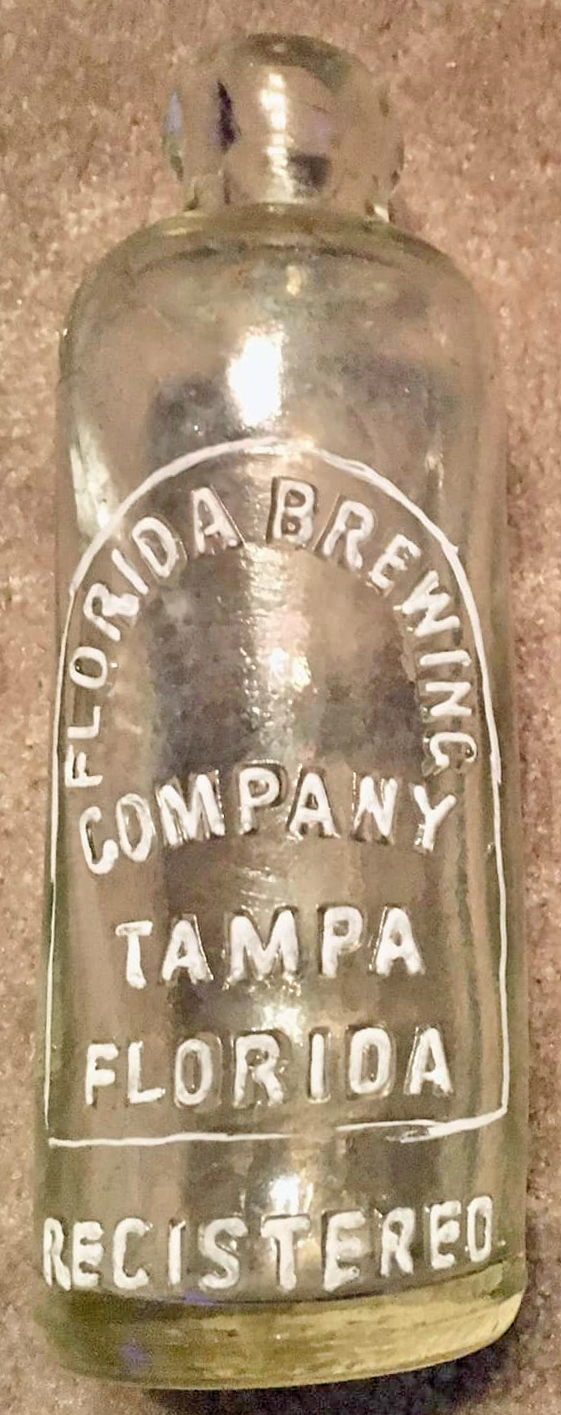 FLORIDA BREWING
COMPANY
TAMPA
FLORIDA
REGISTERED